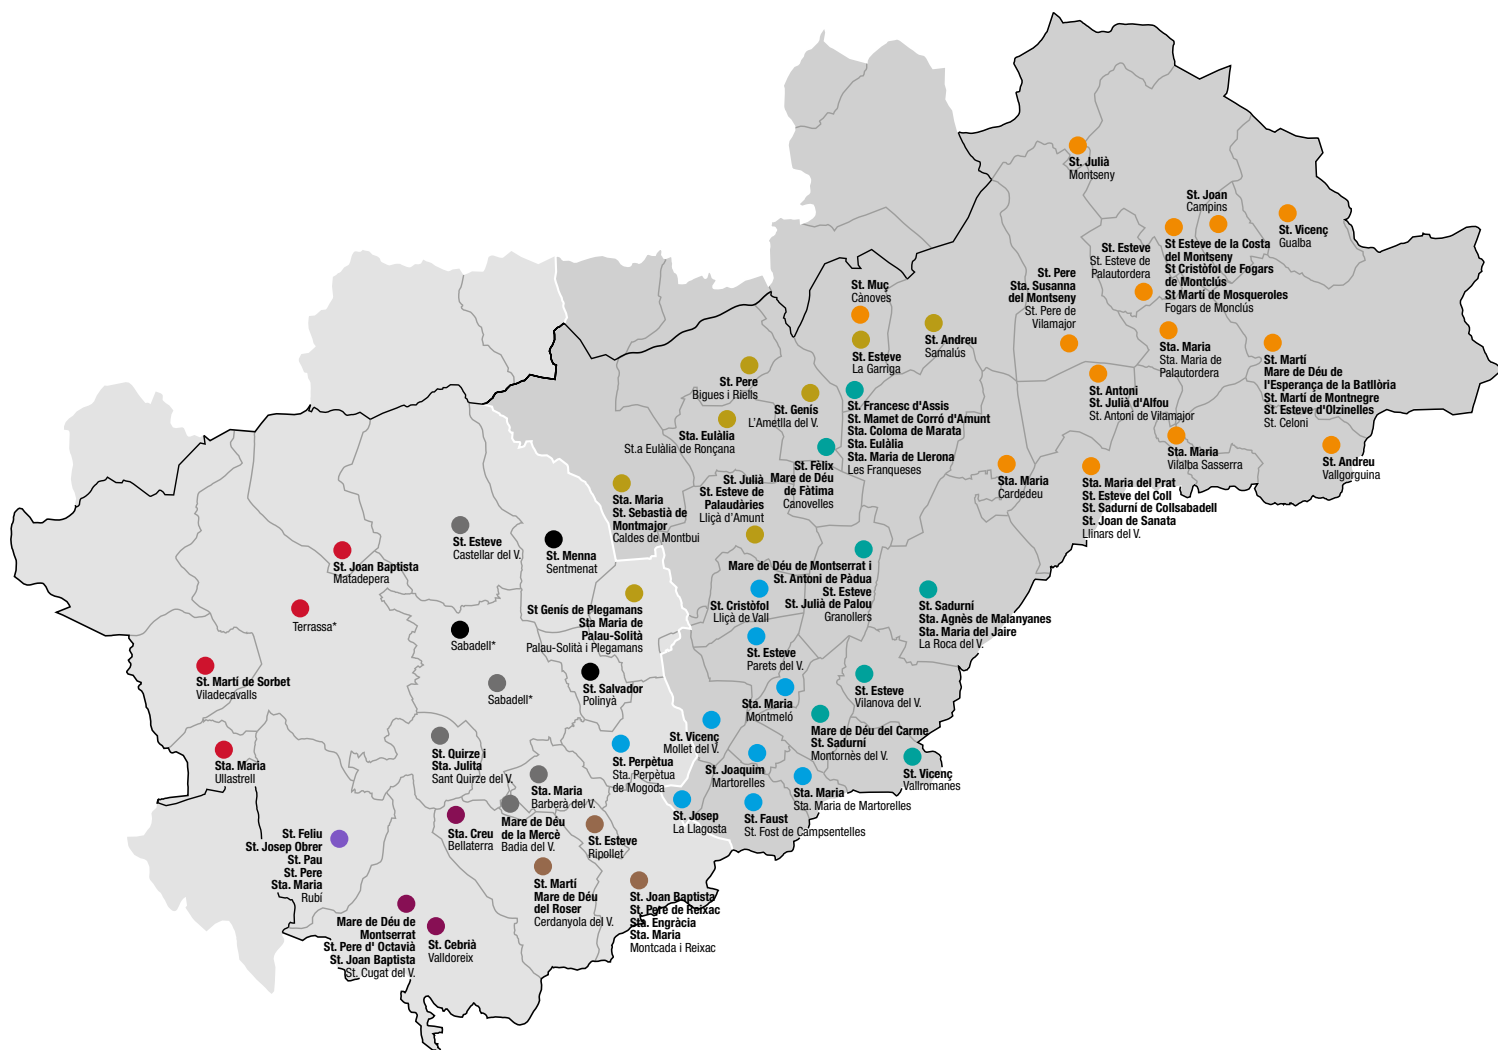 St. Julià
Montseny
St. Joan
Campins
St. Vicenç
Gualba
St. Esteve
St. Esteve de
Palautordera
St Esteve de la Costa
del Montseny
St Cristòfol de Fogars
de Montclús
St Martí de Mosqueroles
Fogars de Monclús
St. Pere
Sta. Susanna
del Montseny
St. Pere de
Vilamajor
St. Muç
Cànoves
St. Esteve
La Garriga
St. Andreu
Samalús
Sta. Maria
Sta. Maria de
Palautordera
St. Martí
Mare de Déu de
l'Esperança de la Batllòria
St. Martí de Montnegre
St. Esteve d'Olzinelles
St. Celoni
St. Antoni
St. Julià d'Alfou
St. Antoni de Vilamajor
St. Pere
Bigues i Riells
St. Genís
L'Ametlla del V.
St. Francesc d'Assis
St. Mamet de Corró d'Amunt
Sta. Coloma de Marata
Sta. Eulàlia
Sta. Maria de Llerona
Les Franqueses
Sta. Eulàlia
St.a Eulàlia de Ronçana
St. Fèlix
Mare de Déu
de Fàtima
Canovelles
Sta. Maria
Vilalba Sasserra
St. Andreu
Vallgorguina
Sta. Maria
Cardedeu
Sta. Maria del Prat
St. Esteve del Coll
St. Sadurní de Collsabadell
St. Joan de Sanata
Llinars del V.
Sta. Maria
St. Sebastià de
Montmajor
Caldes de Montbui
St. Julià
St. Esteve de
Palaudàries
Lliçà d'Amunt
St. Esteve
Castellar del V.
St. Menna
Sentmenat
St. Joan Baptista
Matadepera
Mare de Déu de Montserrat i
St. Antoni de Pàdua
St. Esteve
St. Julià de Palou
Granollers
St. Cristòfol
Lliçà de Vall
St. Sadurní
Sta. Agnès de Malanyanes
Sta. Maria del Jaire
La Roca del V.
St Genís de Plegamans
Sta Maria de
Palau-Solità
Palau-Solità i Plegamans
Terrassa*
Sabadell*
St. Esteve
Parets del V.
St. Martí de Sorbet
Viladecavalls
Sabadell*
St. Salvador
Polinyà
Sta. Maria
Montmeló
St. Esteve
Vilanova del V.
St. Vicenç
Mollet del V.
Mare de Déu del Carme
St. Sadurní
Montornès del V.
Sta. Maria
Ullastrell
St. Quirze i
Sta. Julita
Sant Quirze del V.
St. Perpètua
Sta. Perpètua
de Mogoda
St. Joaquim
Martorelles
St. Vicenç
Vallromanes
Sta. Maria
Barberà del V.
Sta. Maria
Sta. Maria de Martorelles
St. Josep
La Llagosta
St. Faust
St. Fost de Campsentelles
Sta. Creu
Bellaterra
Mare de Déu
de la Mercè
Badia del V.
St. Esteve
Ripollet
St. Feliu
St. Josep Obrer
St. Pau
St. Pere
Sta. Maria
Rubí
St. Martí
Mare de Déu
del Roser
Cerdanyola del V.
St. Joan Baptista
St. Pere de Reixac
Sta. Engràcia
Sta. Maria
Montcada i Reixac
Mare de Déu de
Montserrat
St. Pere d' Octavià
St. Joan Baptista
St. Cugat del V.
St. Cebrià
Valldoreix